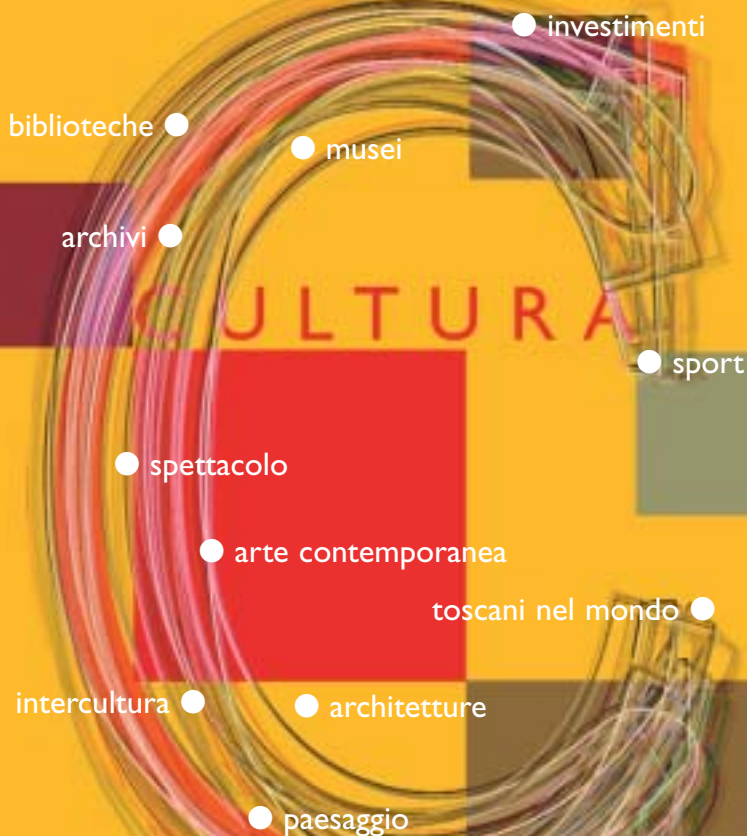 investimenti
biblioteche
musei
archivi
CULTURA
sport
spettacolo
arte contemporanea
toscani nel mondo
intercultura
architetture
paesaggio